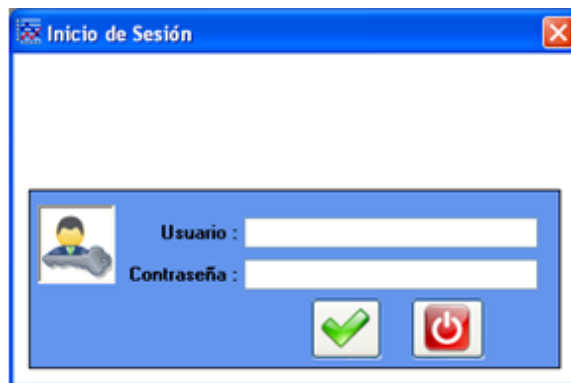 Inicio de Sesión
Usuario :
Contraseña :